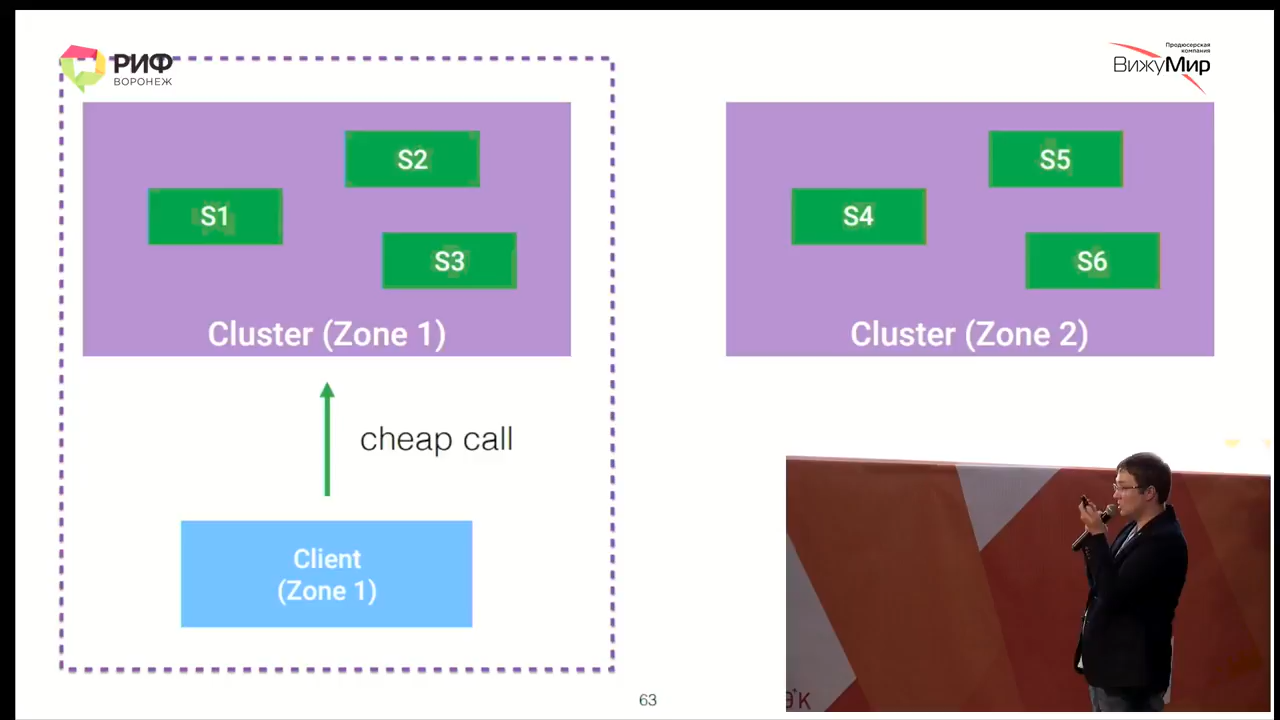 РИФ
ВОРОНЕЖ
Продюсерская
компания
ВижуМир
S2
S1
S3
Cluster (Zone 1)
S5
S4
S6
Cluster (Zone 2)
cheap call
Client
(Zone 1)
63